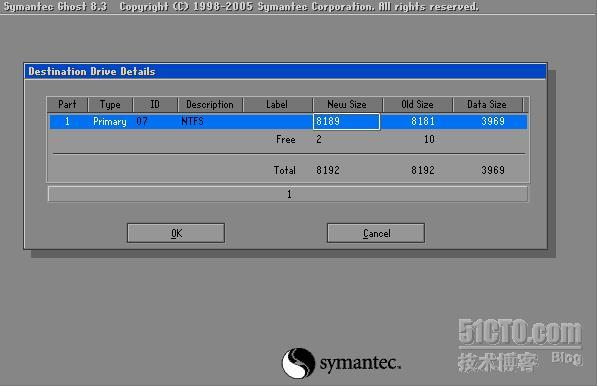 Symantec Ghost 8.3 Copyright (C) 1998-2005 Symantec Corporation. All rights reserved.
Destination Drive Details
Part Type ID Description Label New Size Old Size Data Size
1 Primary 07 NTFS 8189 8181 3969
Free 2 10
Total 8192 8192 3969
1
OK Cancel
symantec.
51CTO.com
技术博客 Blog